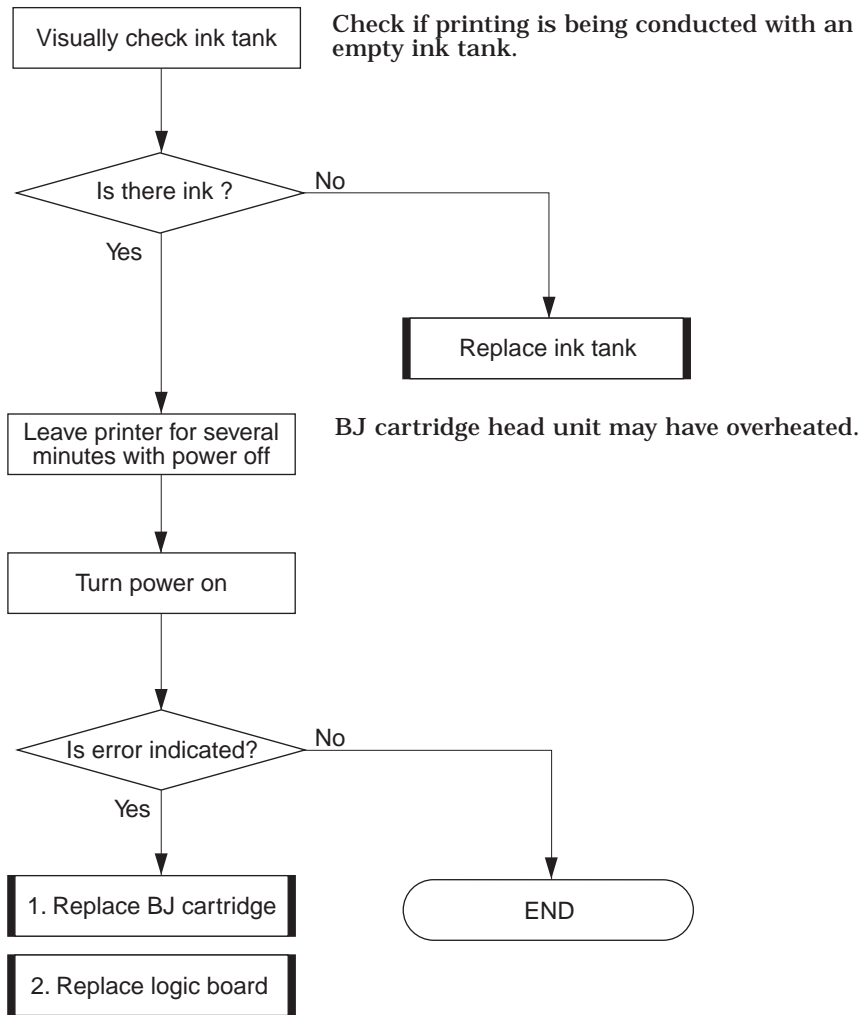 Visually check ink tank
Check if printing is being conducted with an
empty ink tank.
Is there ink ?
No
Yes
Replace ink tank
Leave printer for several
minutes with power off
BJ cartridge head unit may have overheated.
Turn power on
Is error indicated?
No
Yes
1. Replace BJ cartridge
END
2. Replace logic board